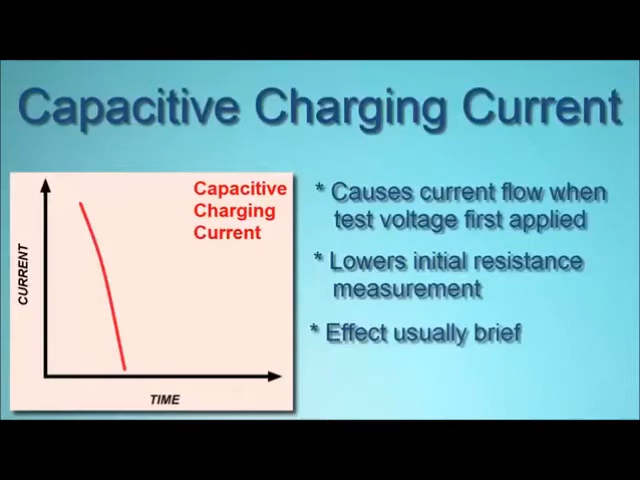 Capacitive Charging Current
Capacitive
Charging
Current
CURRENT
TIME
* Causes current flow when
test voltage first applied
* Lowers initial resistance
measurement
* Effect usually brief